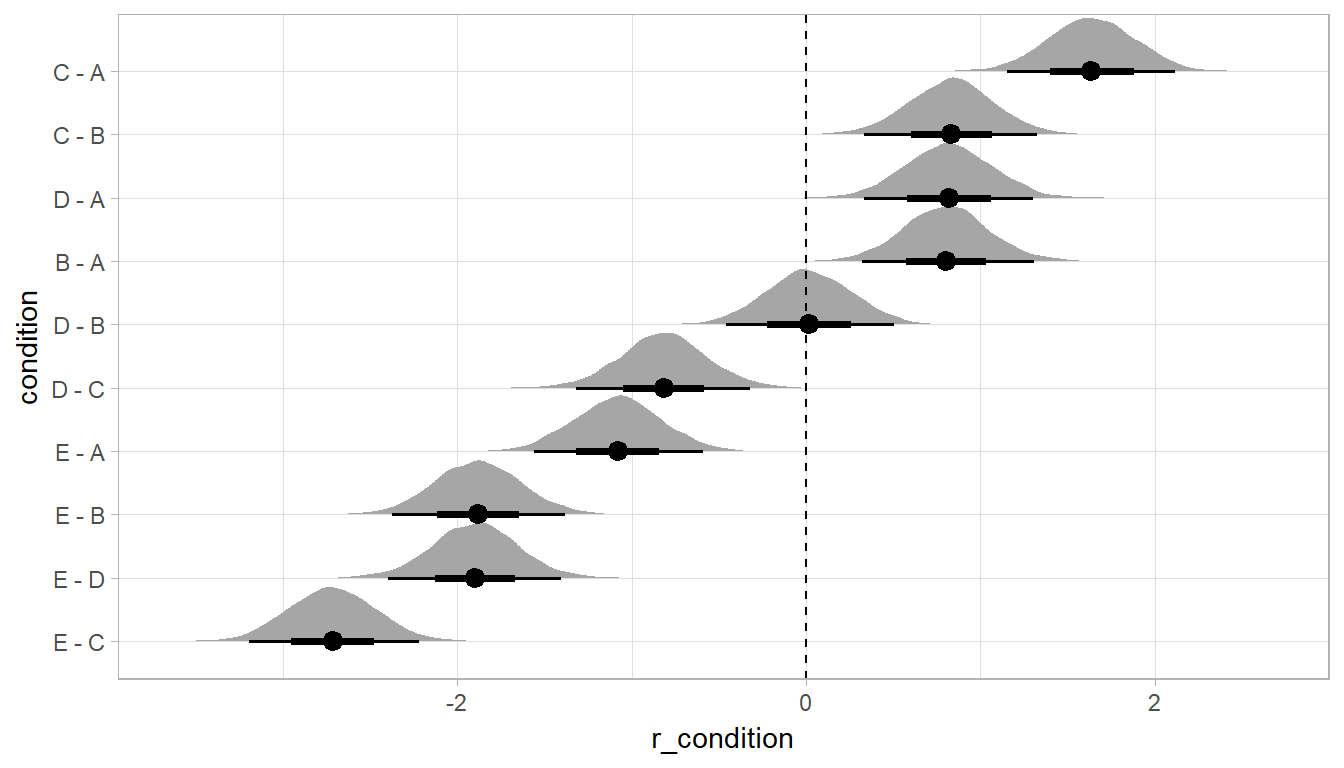 C - A
C - B
D - A
B - A
D - B
D - C
E - A
E - B
E - D
E - C
condition
-2 0 2
r_condition